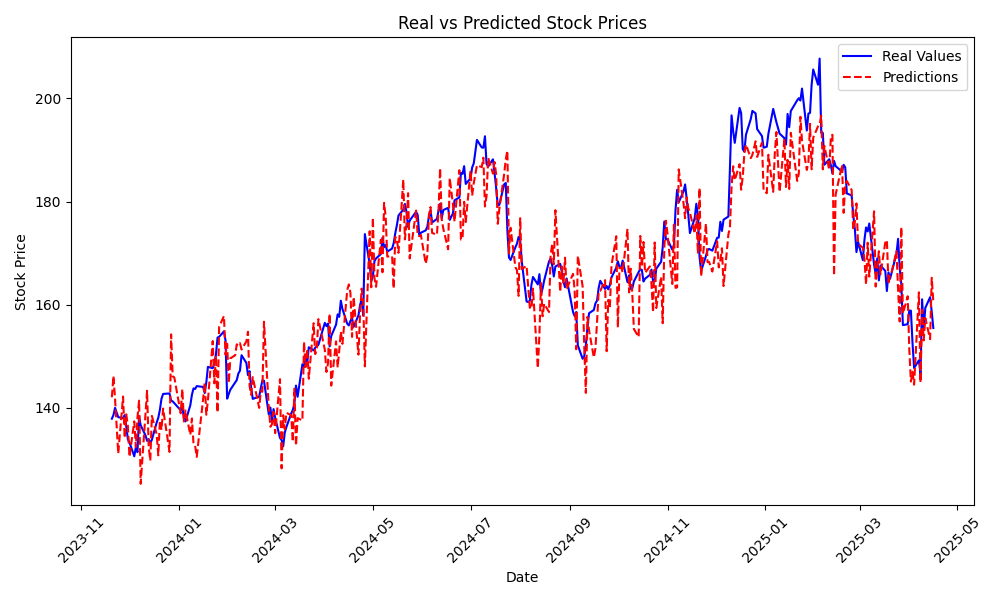 Real vs Predicted Stock Prices
Real Values
Predictions
Stock Price
200
180
160
140
2023-11
2024-01
2024-03
2024-05
2024-07
2024-09
2024-11
2025-01
2025-03
2025-05
Date